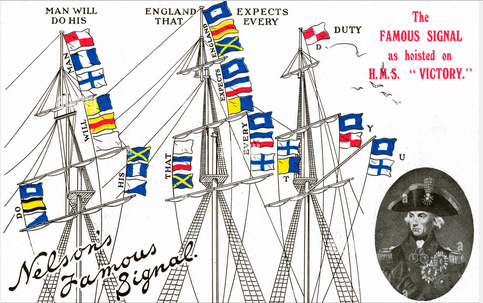 MAN WILL
DO HIS
ENGLAND EXPECTS
THAT EVERY
DUTY
The
FAMOUS SIGNAL
as hoisted on
H.M.S. "VICTORY."
MAN
WILL
HIS
DO
ENGLAND
EXPECTS
THAT
EVERY
D
U
T
Y
Nelson's
Famous
Signal.